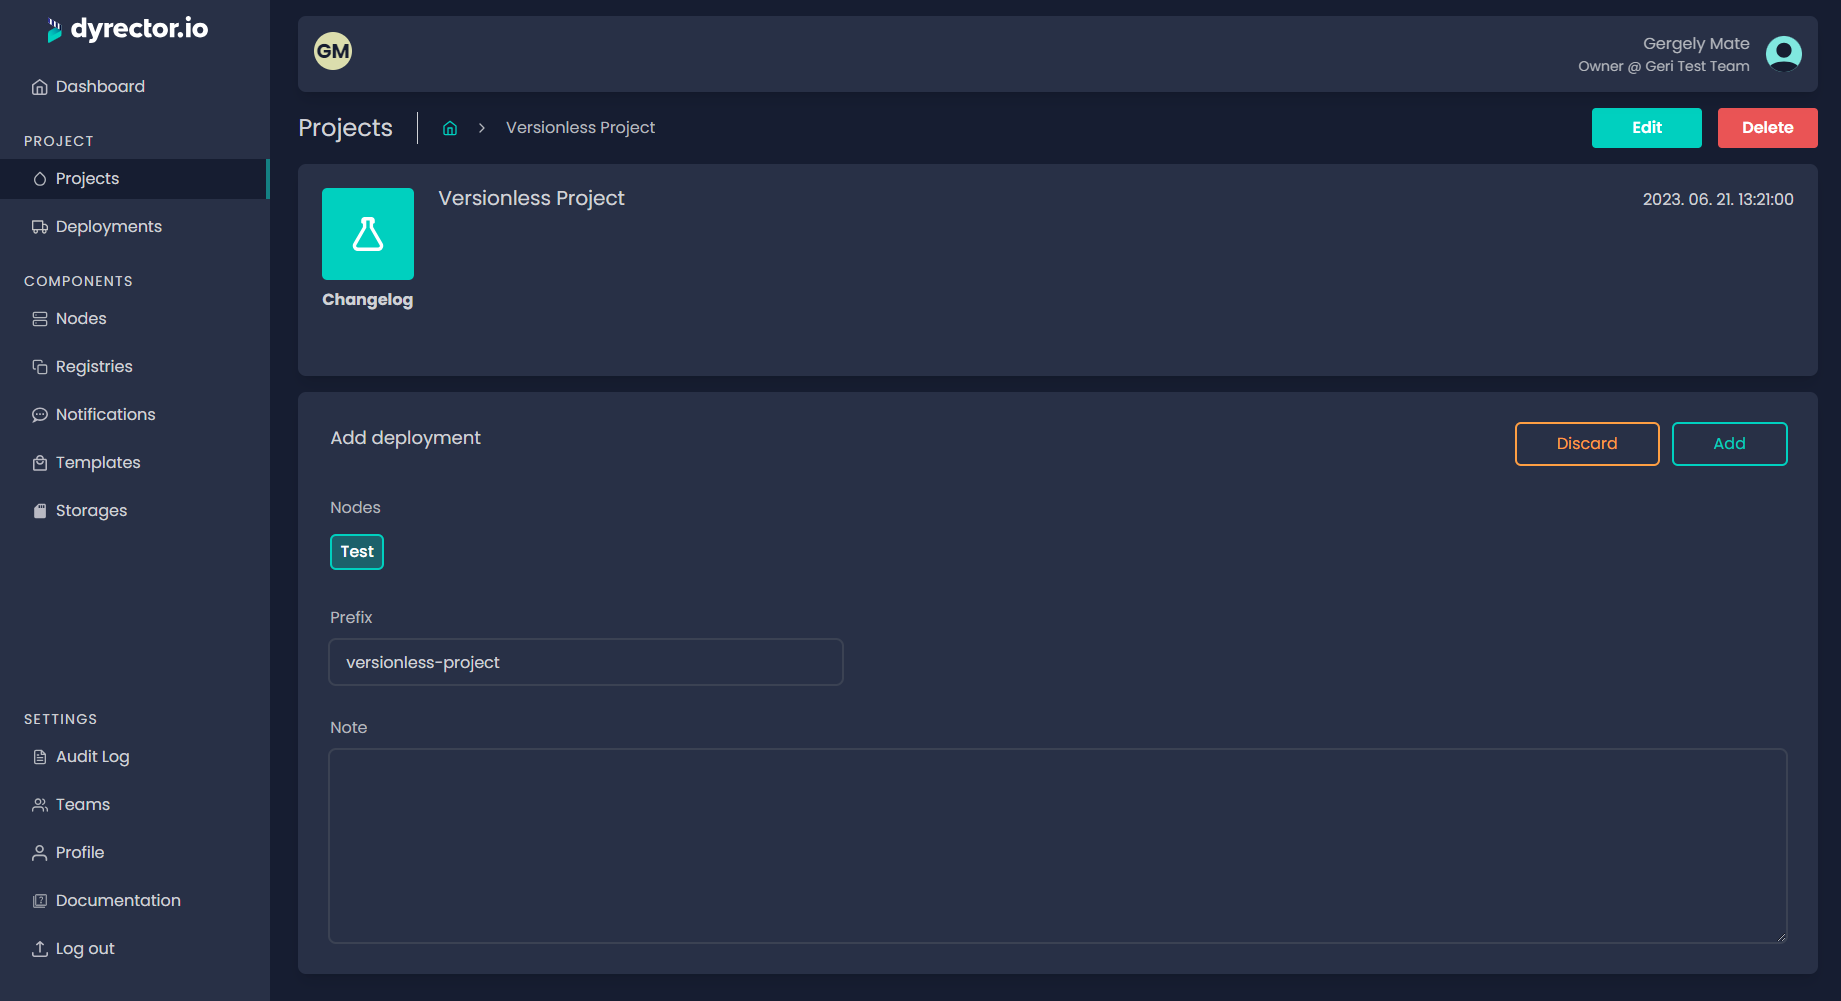 dyrector.io
Dashboard
PROJECT
Projects
Deployments
COMPONENTS
Nodes
Registries
Notifications
Templates
Storages
SETTINGS
Audit Log
Teams
Profile
Documentation
Log out
GM
Gergely Mate
Owner @ Geri Test Team
Projects
Versionless Project
Edit
Delete
Versionless Project
2023. 06. 21. 13:21:00
Changelog
Add deployment
Discard
Add
Nodes
Test
Prefix
versionless-project
Note